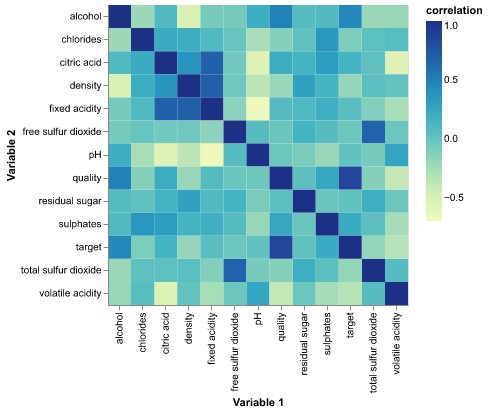 correlation
1.0
0.5
0.0
−0.5
Variable 2
alcohol
chlorides
citric acid
density
fixed acidity
free sulfur dioxide
pH
quality
residual sugar
sulphates
target
total sulfur dioxide
volatile acidity
alcohol
chlorides
citric acid
density
fixed acidity
free sulfur dioxide
pH
quality
residual sugar
sulphates
target
total sulfur dioxide
volatile acidity
Variable 1